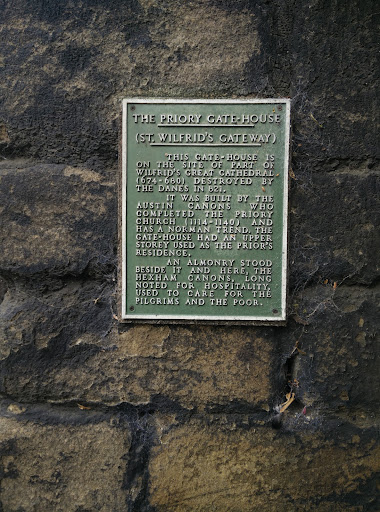 THE PRIORY GATE-HOUSE
(ST. WILFRID'S GATEWAY)
THIS GATE-HOUSE IS
ON THE SITE OF PART OF
WILFRID'S GREAT CATHEDRAL
(674-680) DESTROYED BY
THE DANES IN 821.
IT WAS BUILT BY THE
AUSTIN CANONS WHO
COMPLETED THE PRIORY
CHURCH (1114-1140) AND
HAS A NORMAN TREND. THE
GATE-HOUSE HAD AN UPPER
STOREY USED AS THE PRIOR'S
RESIDENCE.
AN ALMONRY STOOD
BESIDE IT AND HERE, THE
HEXHAM CANONS, LONG
NOTED FOR HOSPITALITY,
USED TO CARE FOR THE
PILGRIMS AND THE POOR.